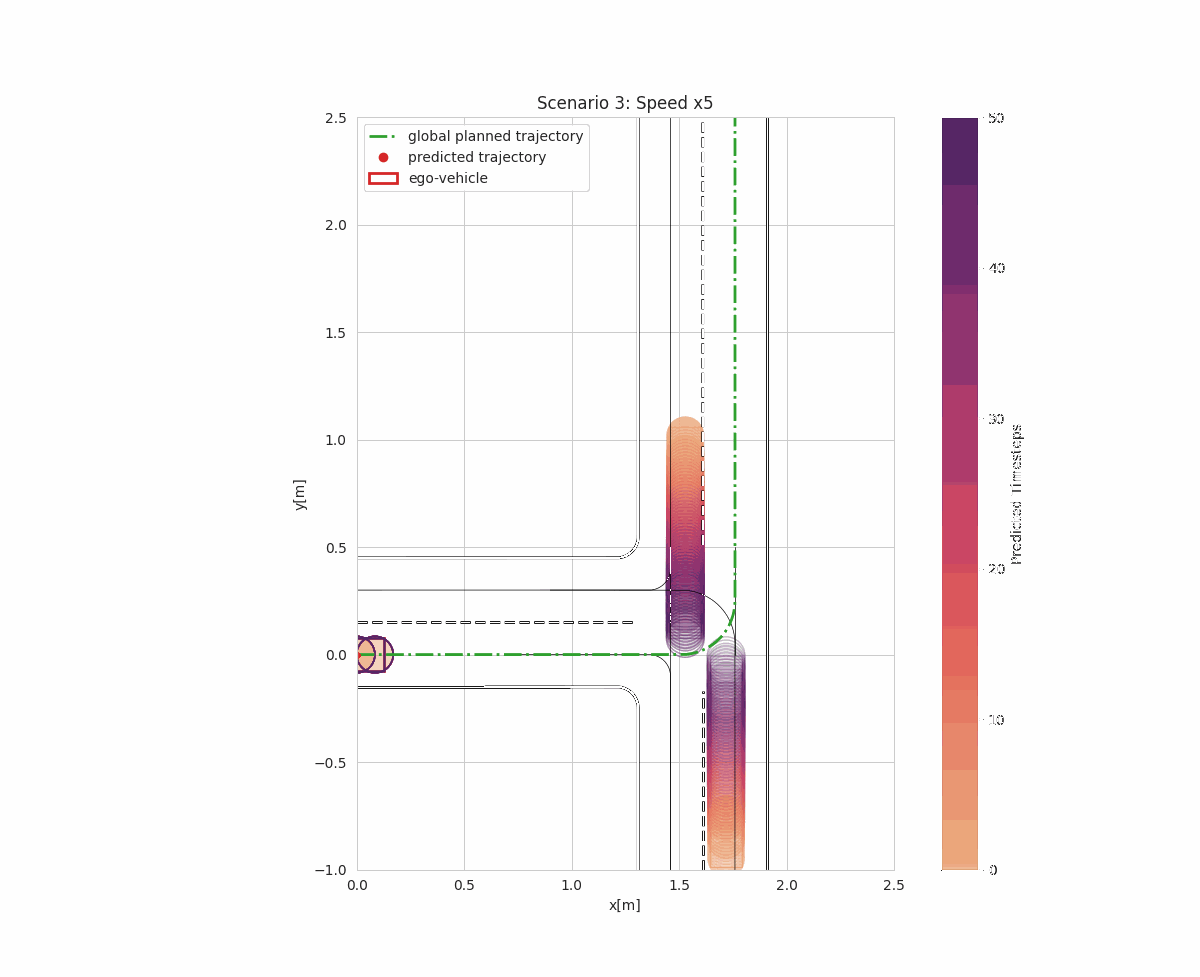 Scenario 3: Speed x5
global planned trajectory
predicted trajectory
ego-vehicle
2.5
2.0
1.5
1.0
0.5
0.0
−0.5
−1.0
y[m]
0.0 0.5 1.0 1.5 2.0 2.5
x[m]
50
40
30
20
10
0
Predicted Timesteps